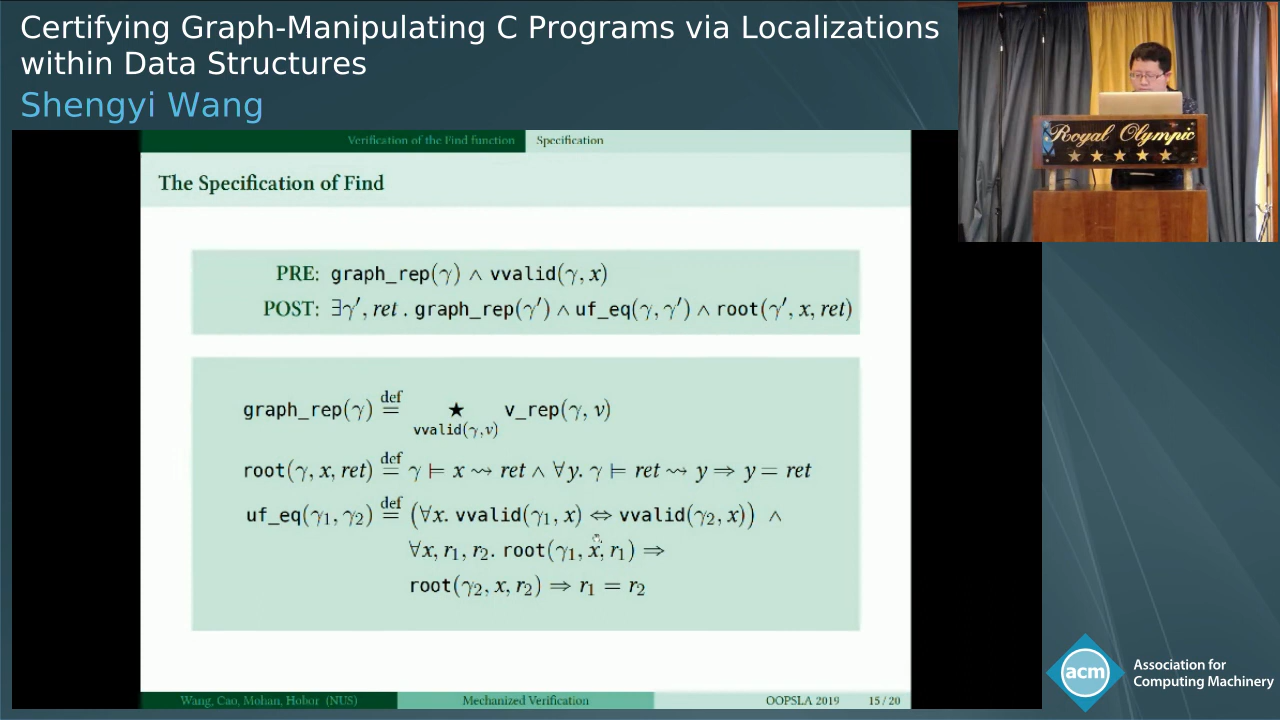 Certifying Graph-Manipulating C Programs via Localizations
within Data Structures
Shengyi Wang
Royal Olympic
Verification of the Find function Specification
The Specification of Find
PRE: graph_rep(γ) ∧ vvalid(γ, x)
POST: ∃γ′, ret . graph_rep(γ′) ∧ uf_eq(γ, γ′) ∧ root(γ′, x, ret)
graph_rep(γ) def= ★ vvalid(γ,v) v_rep(γ, v)
root(γ, x, ret) def= γ ⊨ x ⇝ ret ∧ ∀y. γ ⊨ ret ⇝ y ⇒ y = ret
uf_eq(γ₁, γ₂) def= (∀x. vvalid(γ₁, x) ⇔ vvalid(γ₂, x)) ∧
∀x, r₁, r₂. root(γ₁, x, r₁) ⇒
root(γ₂, x, r₂) ⇒ r₁ = r₂
Wang, Cao, Mohan, Hobor (NUS) Mechanized Verification OOPSLA 2019 15 / 20
acm Association for
Computing Machinery